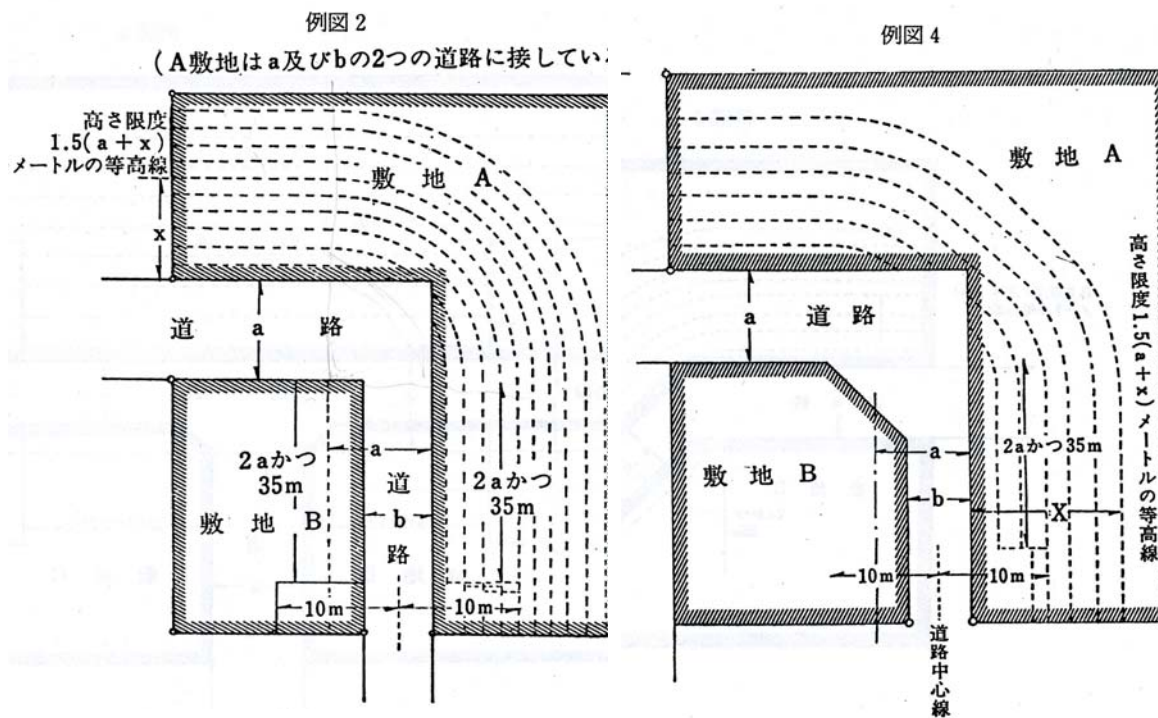 例図2
(A敷地はa及びbの2つの道路に接してい
高さ限度
1.5(a+x)
メートルの等高線
x
敷地A
道路
a
2aかつ
35m
a
道路
b
2aかつ
35m
敷地B
10m
10m
例図4
敷地A
高さ限度1.5(a+x)メートルの等高線
a
道路
2aかつ35m
a
敷地B
b
X
10m
10m
道路中心線